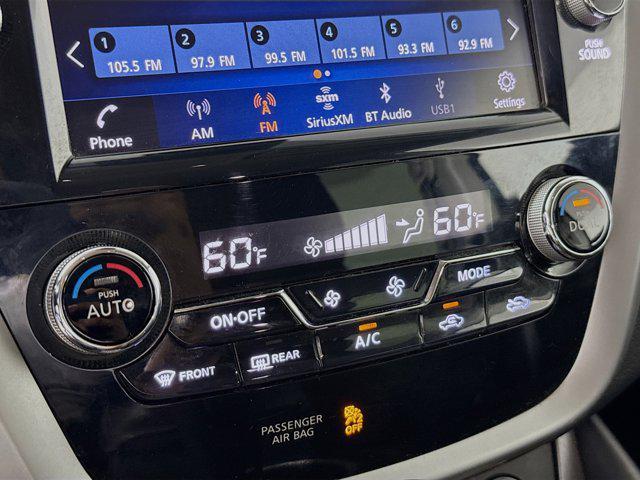 1 2 3 4 5 6
105.5 FM 97.9 FM 99.5 FM 101.5 FM 93.3 FM 92.9 FM
PUSH
SOUND
Phone AM FM SiriusXM BT Audio USB1 Settings
sxm
60°F 60°F
PUSH
AUTO
DUAL
ON·OFF MODE
FRONT REAR A/C
PASSENGER
AIR BAG
2
OFF